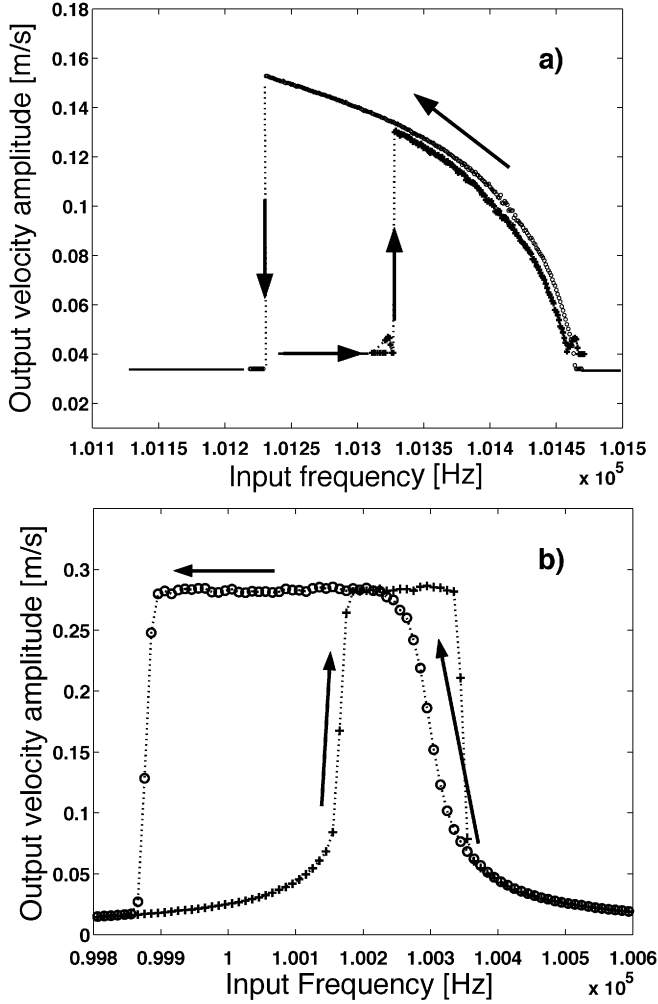 0.18
0.16
0.14
0.12
0.1
0.08
0.06
0.04
0.02
Output velocity amplitude [m/s]
a)
1.011 1.0115 1.012 1.0125 1.013 1.0135 1.014 1.0145 1.015
Input frequency [Hz]
x 10⁵
0.3
0.25
0.2
0.15
0.1
0.05
0
Output velocity amplitude [m/s]
b)
0.998 0.999 1 1.001 1.002 1.003 1.004 1.005 1.006
Input Frequency [Hz]
x 10⁵